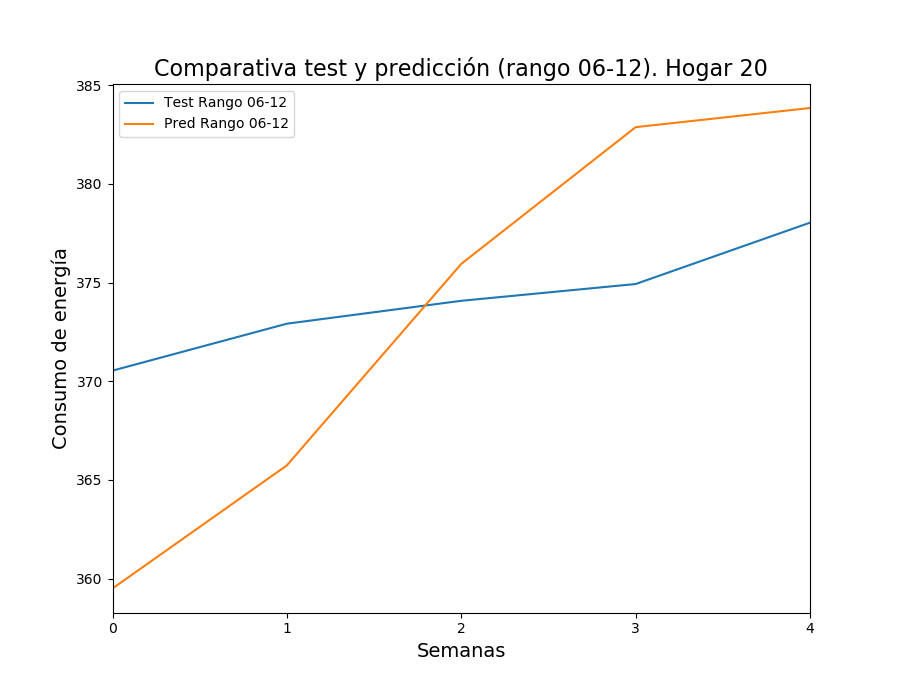 Comparativa test y predicción (rango 06-12). Hogar 20
Test Rango 06-12
Pred Rango 06-12
Consumo de energía
385
380
375
370
365
360
0 1 2 3 4
Semanas